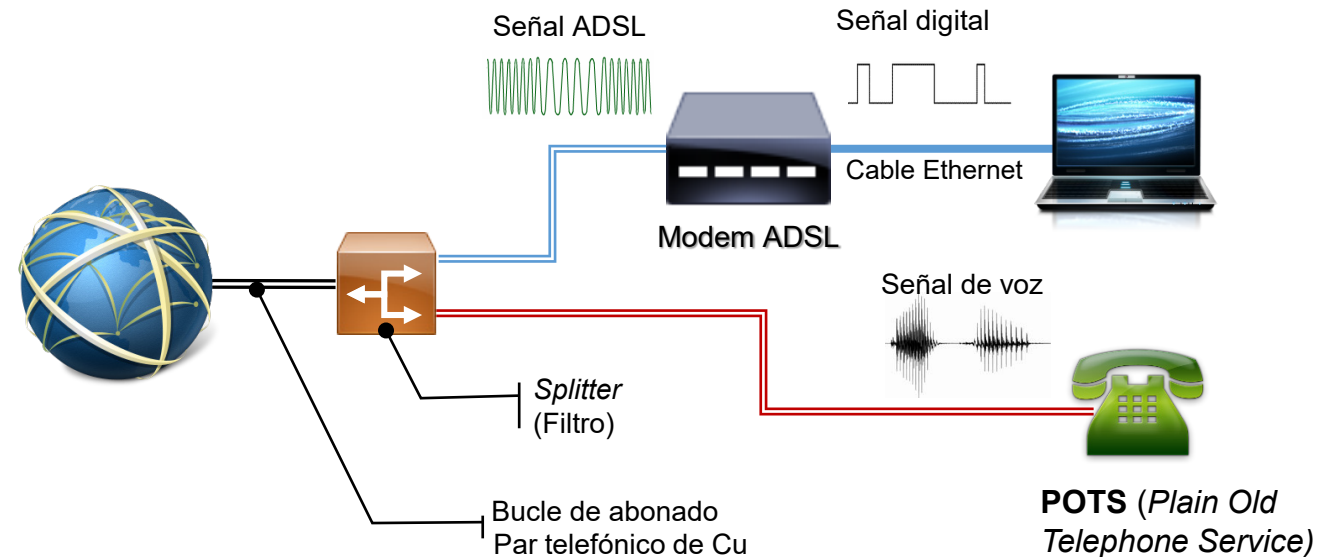 Señal ADSL
Señal digital
Cable Ethernet
Modem ADSL
Señal de voz
Splitter
(Filtro)
Bucle de abonado
Par telefónico de Cu
POTS (Plain Old
Telephone Service)